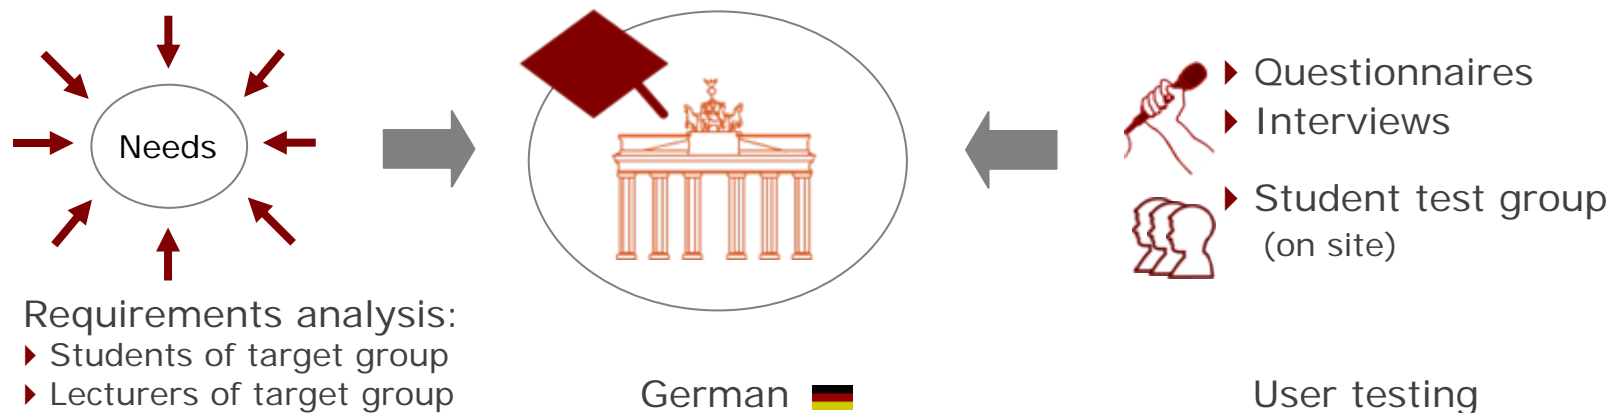 Needs
Requirements analysis:
Students of target group
Lecturers of target group
German
Questionnaires
Interviews
Student test group
(on site)
User testing